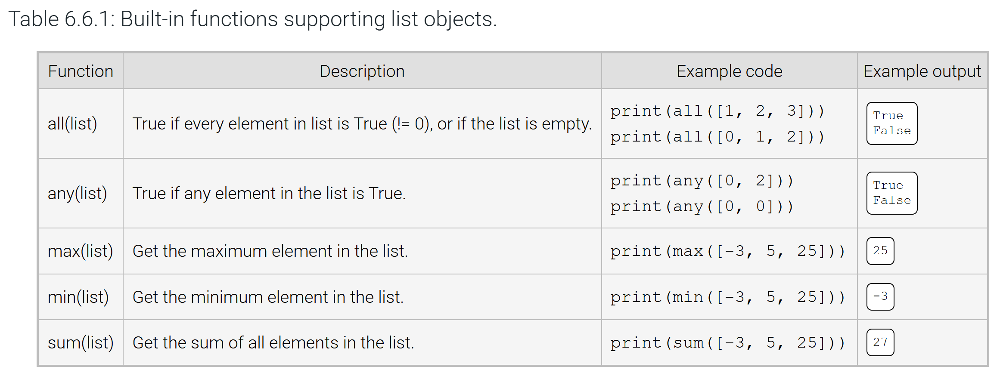 Table 6.6.1: Built-in functions supporting list objects.
Function Description Example code Example output
all(list) True if every element in list is True (!= 0), or if the list is empty. print(all([1, 2, 3])) True
print(all([0, 1, 2])) False
any(list) True if any element in the list is True. print(any([0, 2])) True
print(any([0, 0])) False
max(list) Get the maximum element in the list. print(max([-3, 5, 25])) 25
min(list) Get the minimum element in the list. print(min([-3, 5, 25])) -3
sum(list) Get the sum of all elements in the list. print(sum([-3, 5, 25])) 27